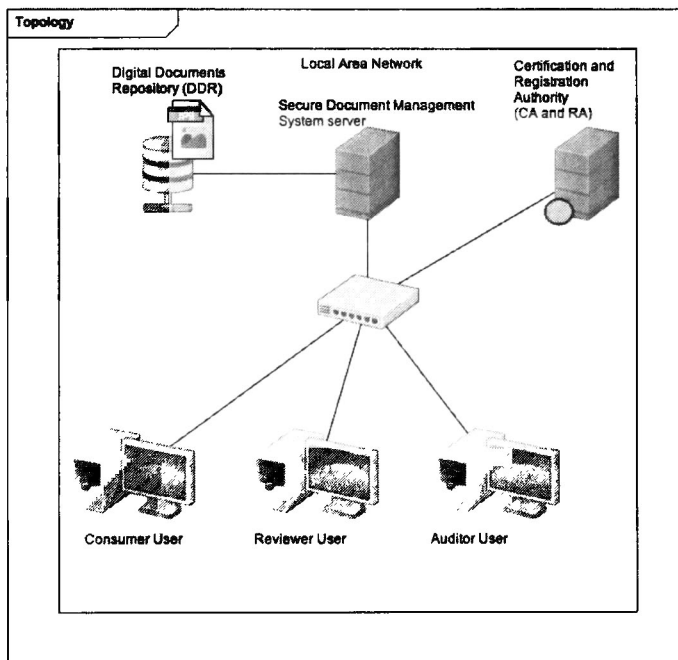 Topology
Digital Documents
Repository (DDR)
Local Area Network
Secure Document Management
System server
Certification and
Registration
Authority
(CA and RA)
Consumer User
Reviewer User
Auditor User